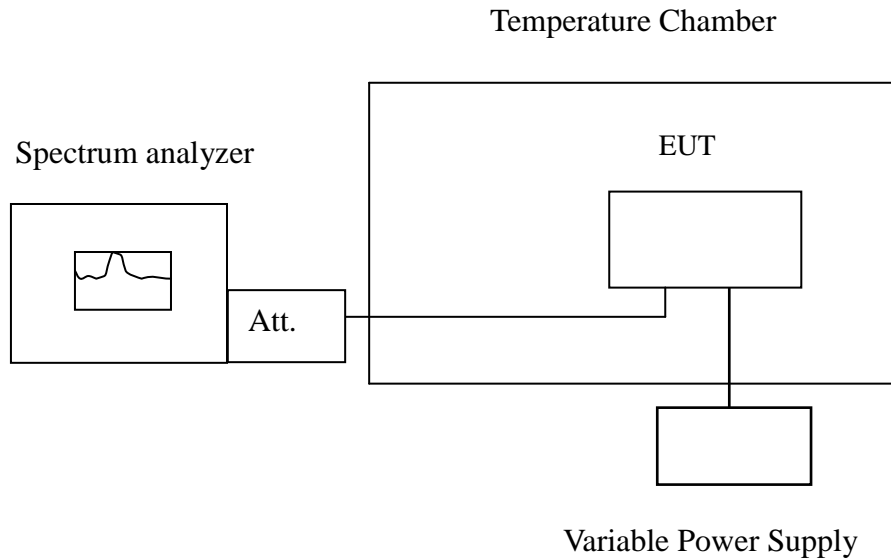 Temperature Chamber
Spectrum analyzer
EUT
Att.
Variable Power Supply